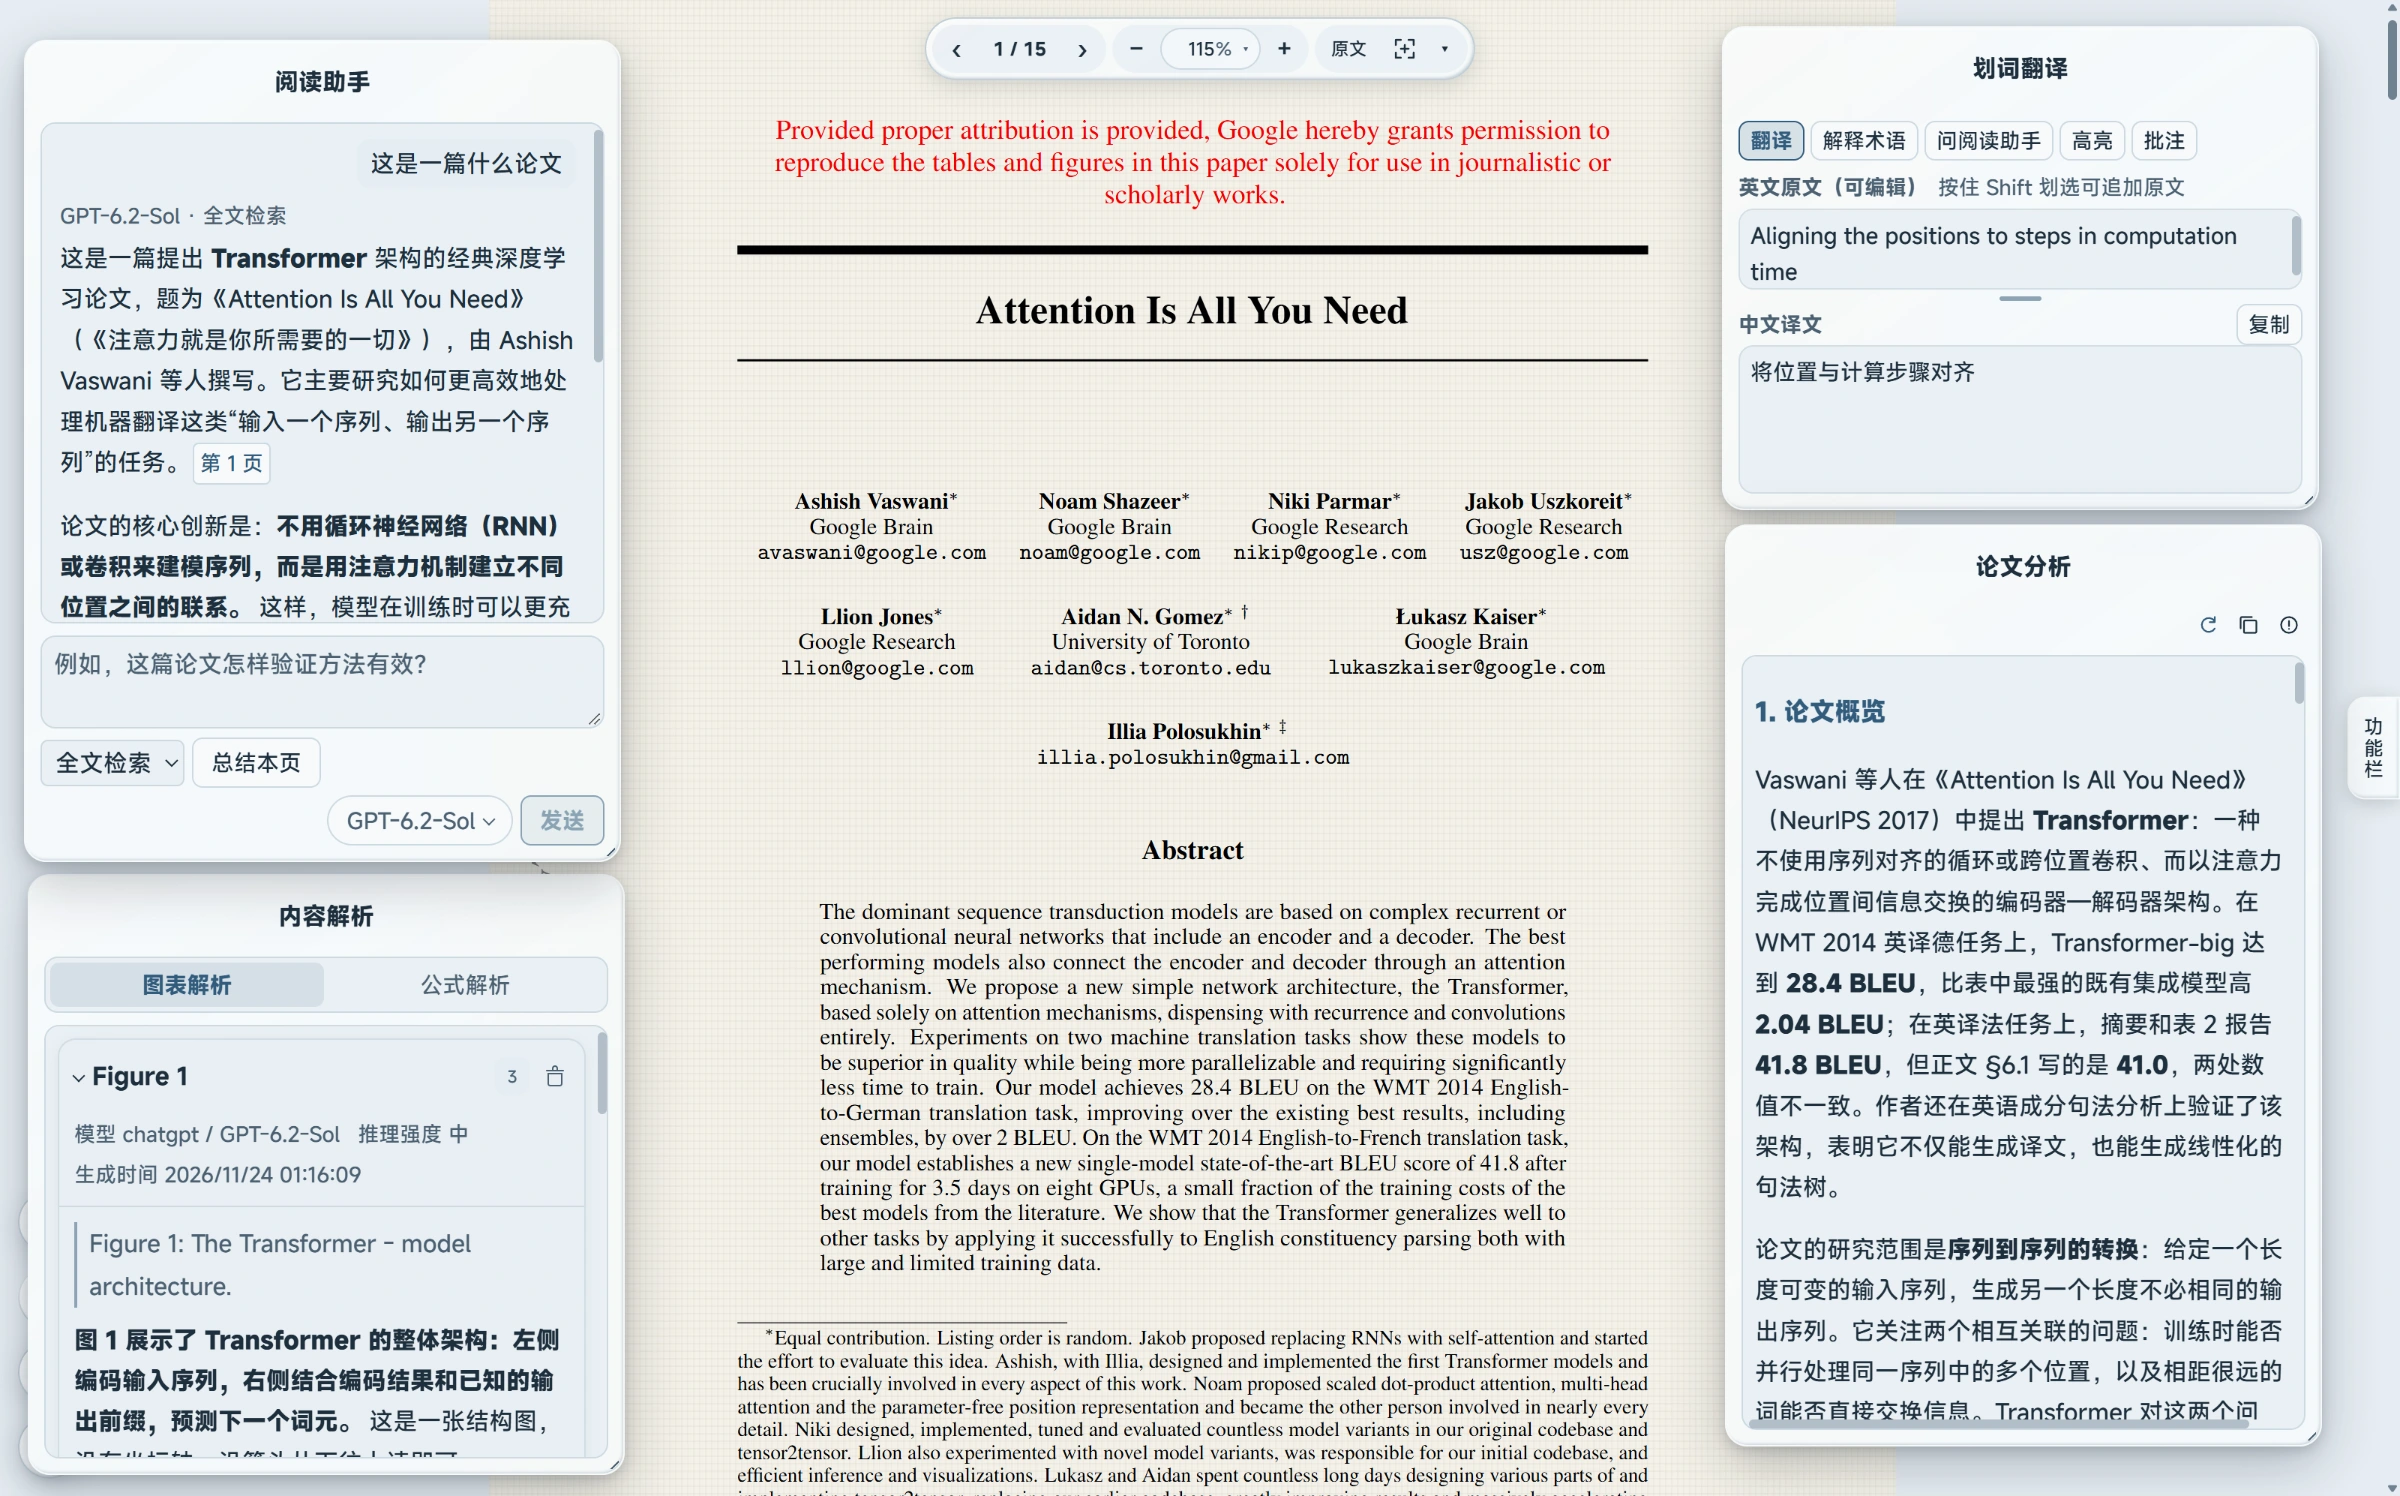 阅读助手
这是一篇什么论文
GPT-6.2-Sol · 全文检索
这是一篇提出 Transformer 架构的经典深度学
习论文，题为《Attention Is All You Need》
（《注意力就是你所需要的一切》），由 Ashish
Vaswani 等人撰写。它主要研究如何更高效地处
理机器翻译这类“输入一个序列、输出另一个序
列”的任务。 第 1 页
论文的核心创新是：不用循环神经网络（RNN）
或卷积来建模序列，而是用注意力机制建立不同
位置之间的联系。这样，模型在训练时可以更充
例如，这篇论文怎样验证方法有效？
全文检索
总结本页
GPT-6.2-Sol
发送
内容解析
图表解析
公式解析
Figure 1
3
模型 chatgpt / GPT-6.2-Sol 推理强度 中
生成时间 2026/11/24 01:16:09
Figure 1: The Transformer - model
architecture.
图 1 展示了 Transformer 的整体架构：左侧
编码输入序列，右侧结合编码结果和已知的输
出前缀，预测下一个词元。 这是一张结构图，
‹ 1 / 15 ›
− 115% +
原文
Provided proper attribution is provided, Google hereby grants permission to
reproduce the tables and figures in this paper solely for use in journalistic or
scholarly works.
Attention Is All You Need
Ashish Vaswani* Noam Shazeer* Niki Parmar* Jakob Uszkoreit*
Google Brain Google Brain Google Research Google Research
avaswani@google.com noam@google.com nikip@google.com usz@google.com
Llion Jones* Aidan N. Gomez* † Łukasz Kaiser*
Google Research University of Toronto Google Brain
llion@google.com aidan@cs.toronto.edu lukaszkaiser@google.com
Illia Polosukhin* ‡
illia.polosukhin@gmail.com
Abstract
The dominant sequence transduction models are based on complex recurrent or
convolutional neural networks that include an encoder and a decoder. The best
performing models also connect the encoder and decoder through an attention
mechanism. We propose a new simple network architecture, the Transformer,
based solely on attention mechanisms, dispensing with recurrence and convolutions
entirely. Experiments on two machine translation tasks show these models to
be superior in quality while being more parallelizable and requiring significantly
less time to train. Our model achieves 28.4 BLEU on the WMT 2014 English-
to-German translation task, improving over the existing best results, including
ensembles, by over 2 BLEU. On the WMT 2014 English-to-French translation task,
our model establishes a new single-model state-of-the-art BLEU score of 41.8 after
training for 3.5 days on eight GPUs, a small fraction of the training costs of the
best models from the literature. We show that the Transformer generalizes well to
other tasks by applying it successfully to English constituency parsing both with
large and limited training data.
*Equal contribution. Listing order is random. Jakob proposed replacing RNNs with self-attention and started
the effort to evaluate this idea. Ashish, with Illia, designed and implemented the first Transformer models and
has been crucially involved in every aspect of this work. Noam proposed scaled dot-product attention, multi-head
attention and the parameter-free position representation and became the other person involved in nearly every
detail. Niki designed, implemented, tuned and evaluated countless model variants in our original codebase and
tensor2tensor. Llion also experimented with novel model variants, was responsible for our initial codebase, and
efficient inference and visualizations. Lukasz and Aidan spent countless long days designing various parts of and
划词翻译
翻译 解释术语 问阅读助手 高亮 批注
英文原文（可编辑） 按住 Shift 划选可追加原文
Aligning the positions to steps in computation
time
中文译文
复制
将位置与计算步骤对齐
论文分析
1. 论文概览
Vaswani 等人在《Attention Is All You Need》
（NeurIPS 2017）中提出 Transformer：一种
不使用序列对齐的循环或跨位置卷积、而以注意力
完成位置间信息交换的编码器—解码器架构。在
WMT 2014 英译德任务上，Transformer-big 达
到 28.4 BLEU，比表中最强的既有集成模型高
2.04 BLEU；在英译法任务上，摘要和表 2 报告
41.8 BLEU，但正文 §6.1 写的是 41.0，两处数
值不一致。作者还在英语成分句法分析上验证了该
架构，表明它不仅能生成译文，也能生成线性化的
句法树。
论文的研究范围是序列到序列的转换：给定一个长
度可变的输入序列，生成另一个长度不必相同的输
出序列。它关注两个相互关联的问题：训练时能否
并行处理同一序列中的多个位置，以及相距很远的
词能否直接交换信息。Transformer 对这两个问
功能栏